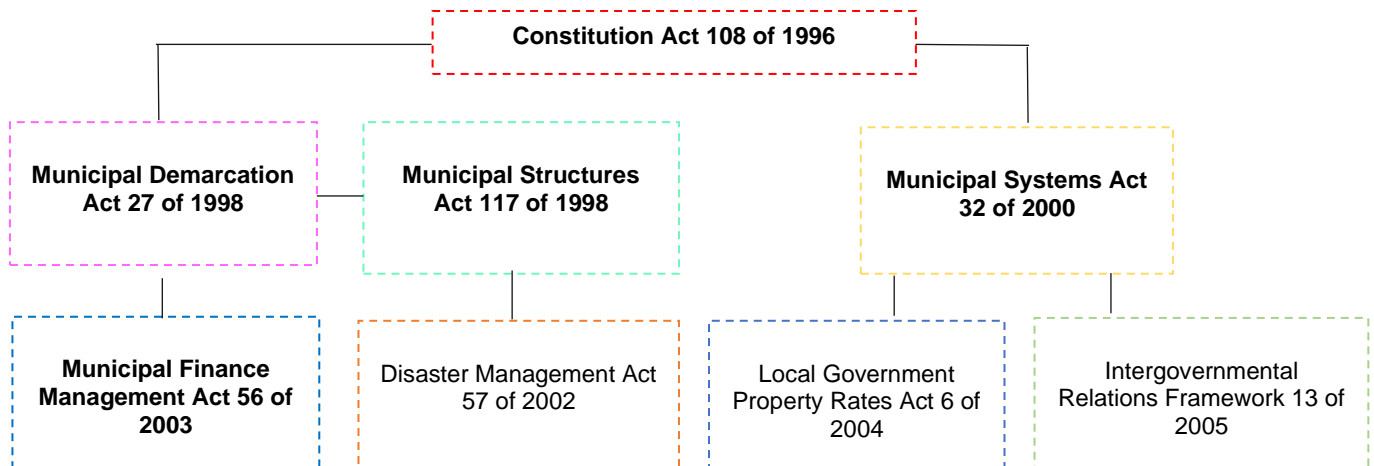 Constitution Act 108 of 1996
Municipal Demarcation
Act 27 of 1998
Municipal Structures
Act 117 of 1998
Municipal Systems Act
32 of 2000
Municipal Finance
Management Act 56 of
2003
Disaster Management Act
57 of 2002
Local Government
Property Rates Act 6 of
2004
Intergovernmental
Relations Framework 13 of
2005